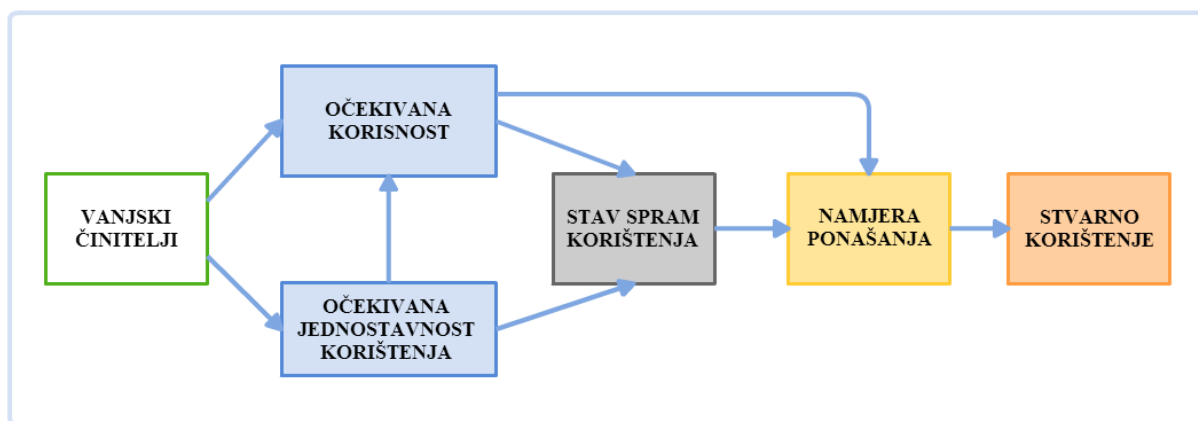 OČEKIVANA
KORISNOST
VANJSKI
ČINITELJI
STAV SPRAM
KORIŠTENJA
NAMJERA
PONAŠANJA
STVARNO
KORIŠTENJE
OČEKIVANA
JEDNOSTAVNOST
KORIŠTENJA